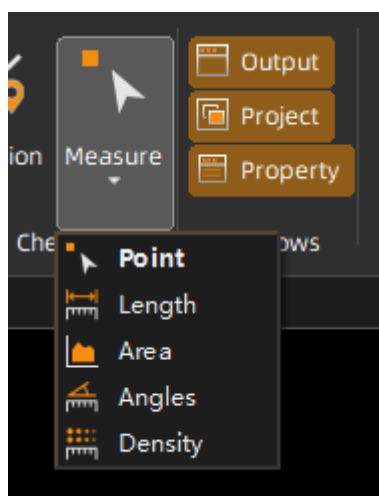 Output
Project
ion
Measure
Property
Che
ows
Point
Length
Area
Angles
Density